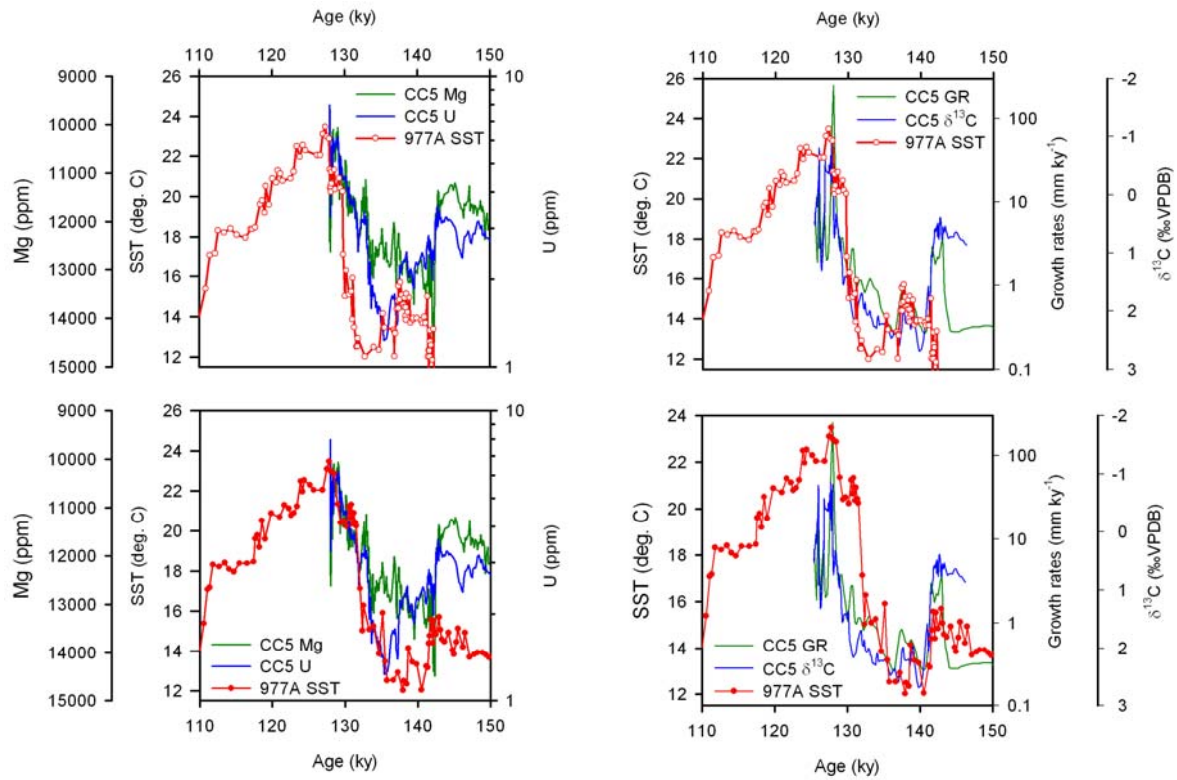 Age (ky)
Age (ky)
110 120 130 140 150
110 120 130 140 150
9000
10000
11000
12000
13000
14000
15000
Mg (ppm)
26
24
22
20
18
16
14
12
SST (deg. C)
CC5 Mg
CC5 U
977A SST
10
1
U (ppm)
26
24
22
20
18
16
14
12
SST (deg. C)
CC5 GR
CC5 δ¹³C
977A SST
100
10
1
0.1
Growth rates (mm ky⁻¹)
-2
-1
0
1
2
3
δ¹³C (‰VPDB)
9000
10000
11000
12000
13000
14000
15000
Mg (ppm)
26
24
22
20
18
16
14
12
SST (deg. C)
CC5 Mg
CC5 U
977A SST
10
1
U (ppm)
24
22
20
18
16
14
12
SST (deg. C)
CC5 GR
CC5 δ¹³C
977A SST
100
10
1
0.1
Growth rates (mm ky⁻¹)
-2
-1
0
1
2
3
δ¹³C (‰VPDB)
110 120 130 140 150
110 120 130 140 150
Age (ky)
Age (ky)